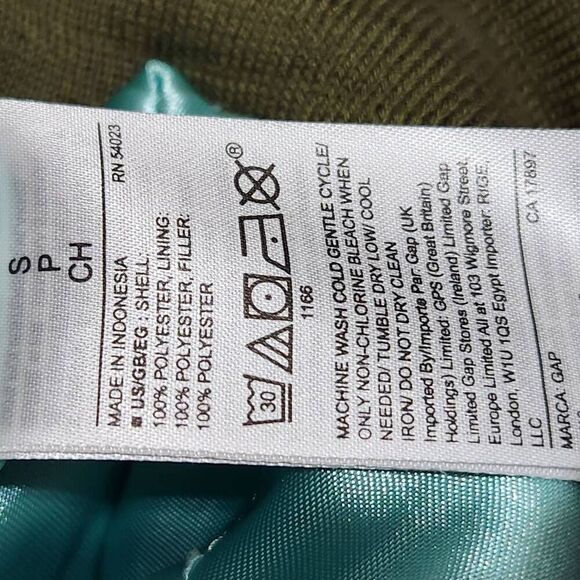 S
P
CH
MADE IN INDONESIA RN 54023
US/GB/EG : SHELL:
100% POLYESTER, LINING:
100% POLYESTER, FILLER:
100% POLYESTER
30
1166
®
MACHINE WASH COLD GENTLE CYCLE/
ONLY NON-CHLORINE BLEACH WHEN
NEEDED/ TUMBLE DRY LOW/ COOL
IRON/ DO NOT DRY CLEAN
Imported By/Importe Par. Gap (UK
Holdings) Limited: GPS (Great Britain)
Limited Gap Stores (Ireland) Limited Gap
Europe Limited All at 103 Wigmore Street,
London, W1U 1QS Egypt Importer: RIGE,
LLC CA 17897
MARCA: GAP